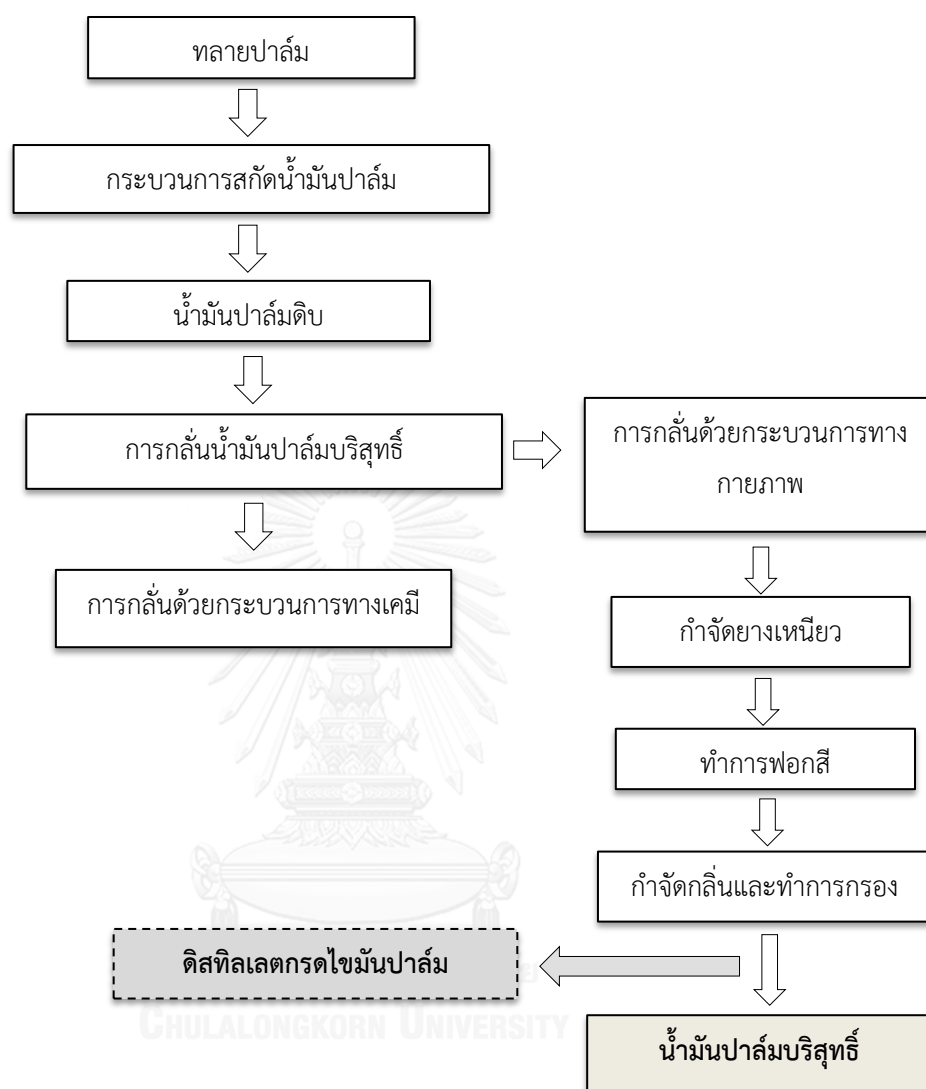 ทลายปาล์ม
กระบวนการสกัดน้ำมันปาล์ม
น้ำมันปาล์มดิบ
การกลั่นน้ำมันปาล์มบริสุทธิ์
การกลั่นด้วยกระบวนการทาง
กายภาพ
การกลั่นด้วยกระบวนการทางเคมี
กำจัดยางเหนียว
ทำการฟอกสี
กำจัดกลิ่นและทำการกรอง
ดิสทิลเลตกรดไขมันปาล์ม
CHULALONGKORN UNIVERSITY
น้ำมันปาล์มบริสุทธิ์